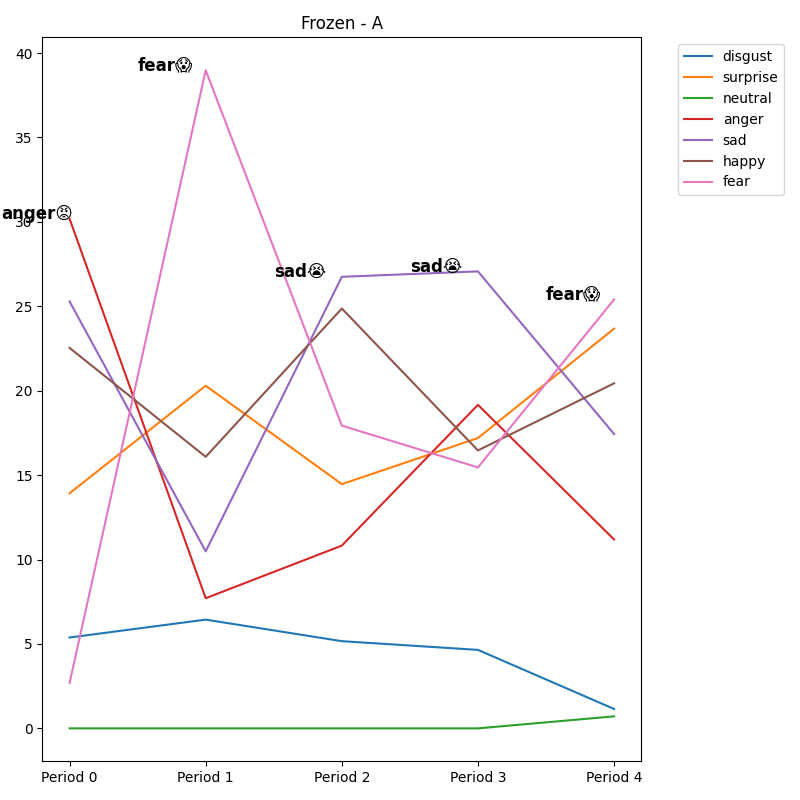 Frozen - A
disgust
surprise
neutral
anger
sad
happy
fear
40
35
30
25
20
15
10
5
0
fear😱
anger😡
sad😭
sad😭
fear😱
Period 0 Period 1 Period 2 Period 3 Period 4